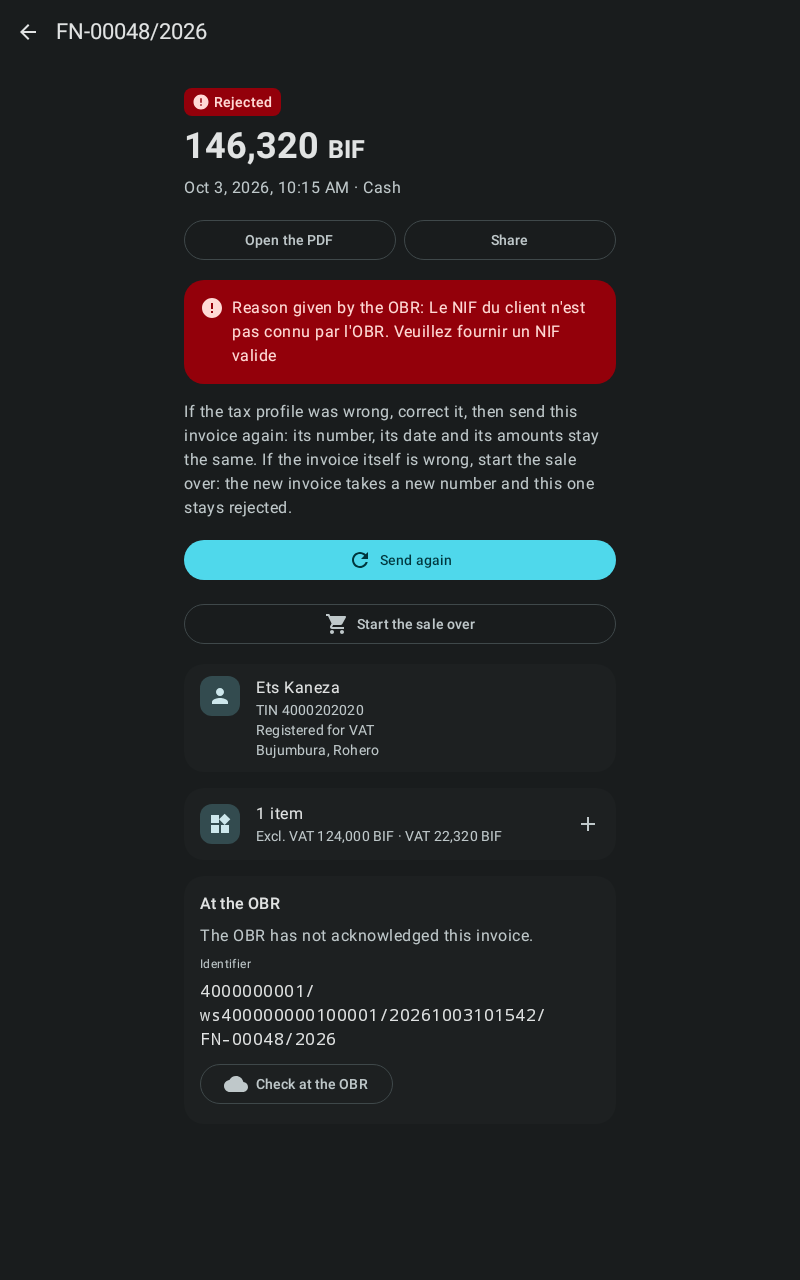 FN-00048/2026
Rejected
146,320 BIF
Oct 3, 2026, 10:15 AM · Cash
Open the PDF
Share
Reason given by the OBR: Le NIF du client n'est
pas connu par l'OBR. Veuillez fournir un NIF
valide
If the tax profile was wrong, correct it, then send this
invoice again: its number, its date and its amounts stay
the same. If the invoice itself is wrong, start the sale
over: the new invoice takes a new number and this one
stays rejected.
Send again
Start the sale over
Ets Kaneza
TIN 4000202020
Registered for VAT
Bujumbura, Rohero
1 item
Excl. VAT 124,000 BIF · VAT 22,320 BIF
At the OBR
The OBR has not acknowledged this invoice.
Identifier
4000000001/
ws400000000100001/20261003101542/
FN-00048/2026
Check at the OBR